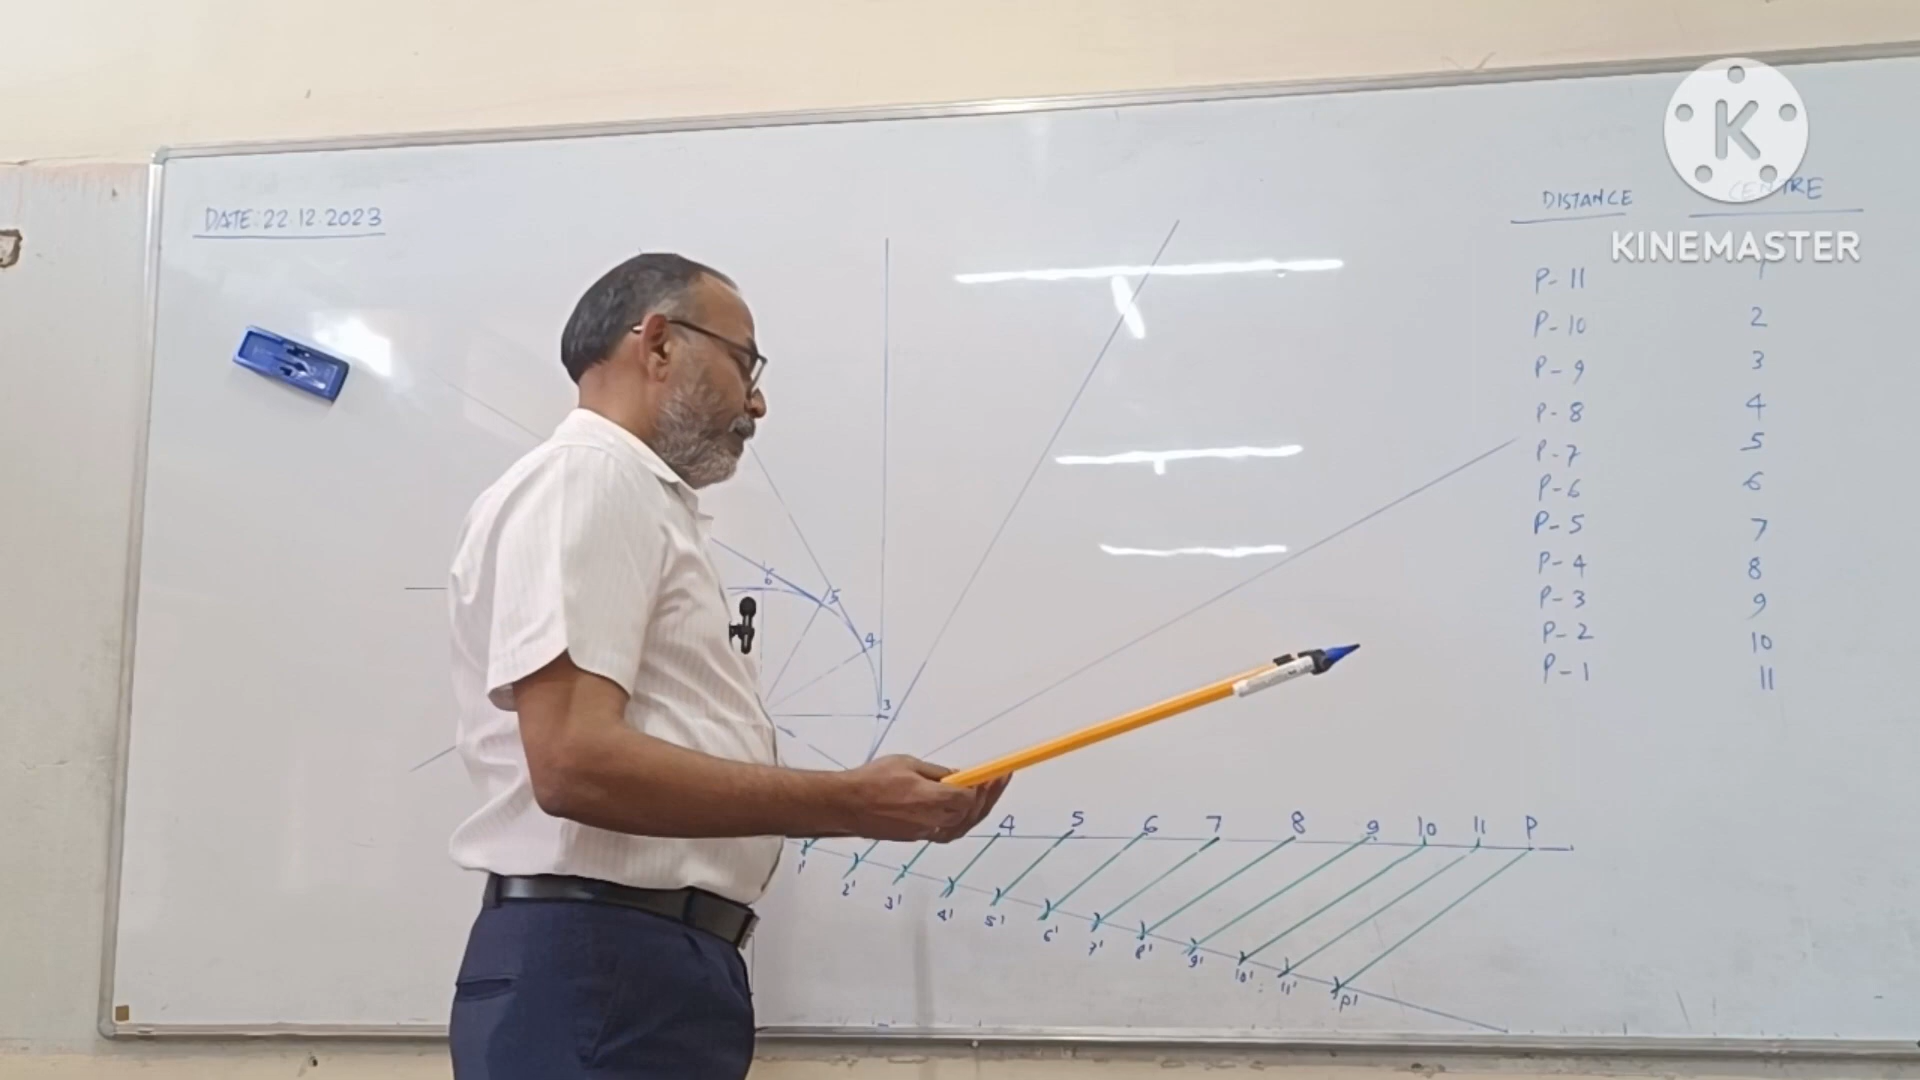 DATE: 22.12.2023
K
KINEMASTER
DISTANCE CENTRE
P- 11 1
P- 10 2
P- 9 3
P- 8 4
P- 7 5
P- 6 6
P- 5 7
P- 4 8
P- 3 9
P- 2 10
P- 1 11
6
5
4
3
4 5 6 7 8 9 10 11 P
1' 2' 3' 4' 5' 6' 7' 8' 9' 10' 11' P'